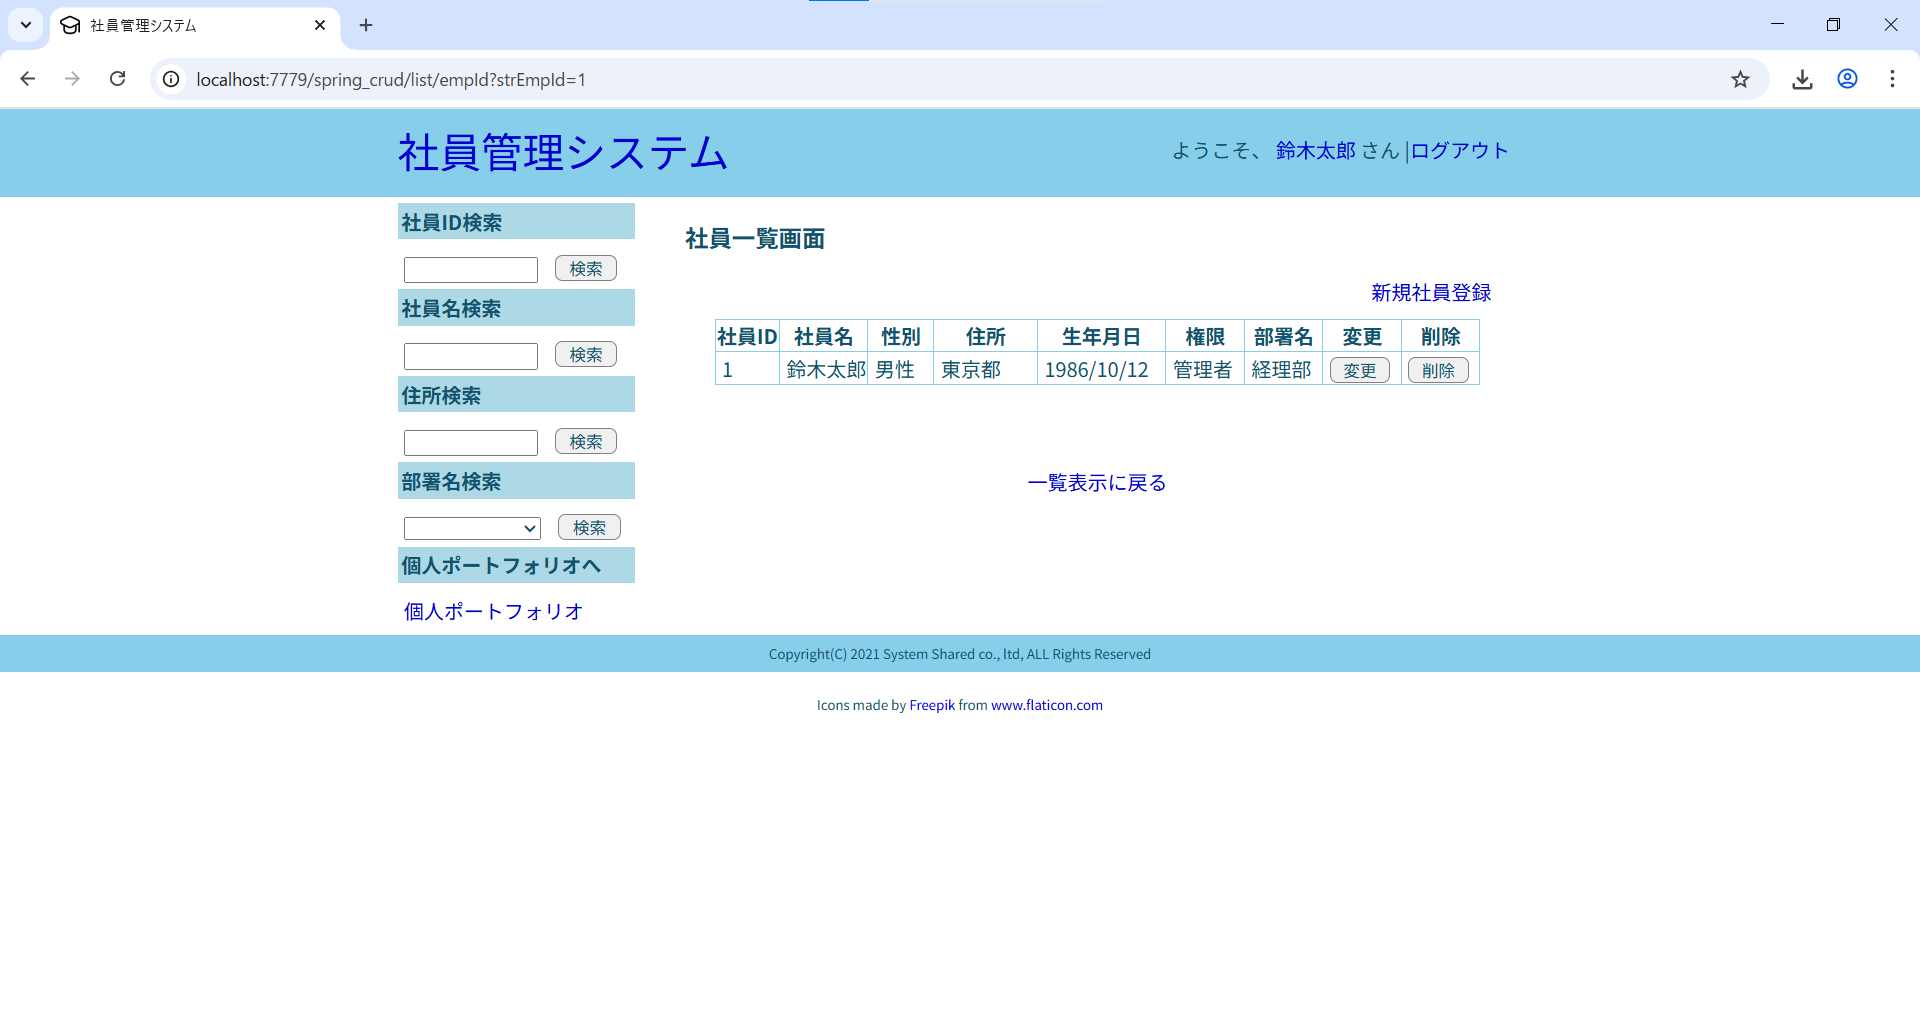 社員管理システム
localhost:7779/spring_crud/list/empId?strEmpId=1
社員管理システム
ようこそ、 鈴木太郎 さん |ログアウト
社員ID検索
検索
社員名検索
検索
住所検索
検索
部署名検索
検索
個人ポートフォリオへ
個人ポートフォリオ
社員一覧画面
新規社員登録
社員ID 社員名 性別 住所 生年月日 権限 部署名 変更 削除
1 鈴木太郎 男性 東京都 1986/10/12 管理者 経理部 変更 削除
一覧表示に戻る
Copyright(C) 2021 System Shared co., ltd, ALL Rights Reserved
Icons made by Freepik from www.flaticon.com